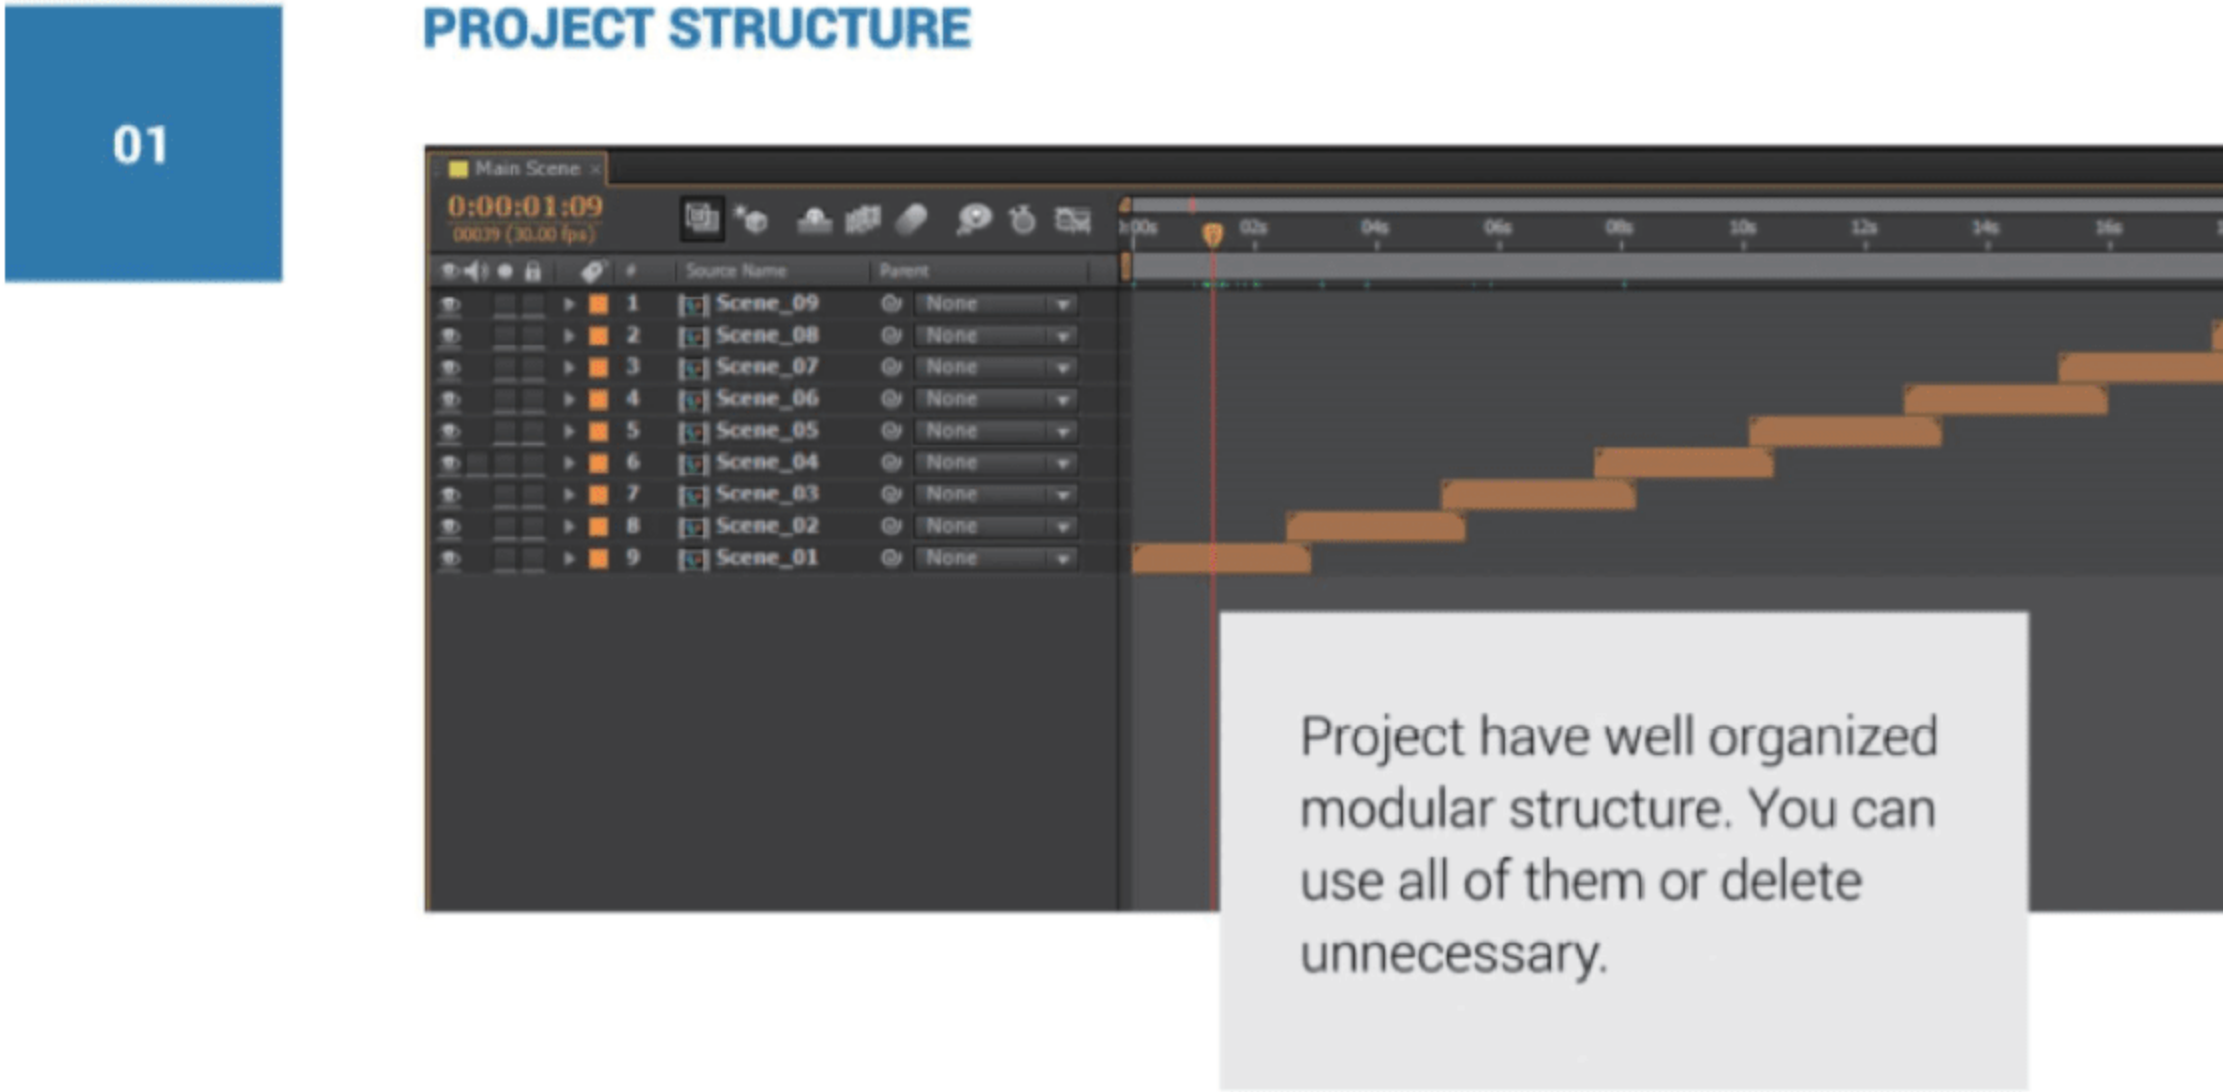 PROJECT STRUCTURE
01
Main Scene
0:00:01:09
00039 (30.00 fps)
0:00s 02s 04s 06s 08s 10s 12s 14s 16s
# Source Name Parent
1 Scene_09 None
2 Scene_08 None
3 Scene_07 None
4 Scene_06 None
5 Scene_05 None
6 Scene_04 None
7 Scene_03 None
8 Scene_02 None
9 Scene_01 None
Project have well organized
modular structure. You can
use all of them or delete
unnecessary.